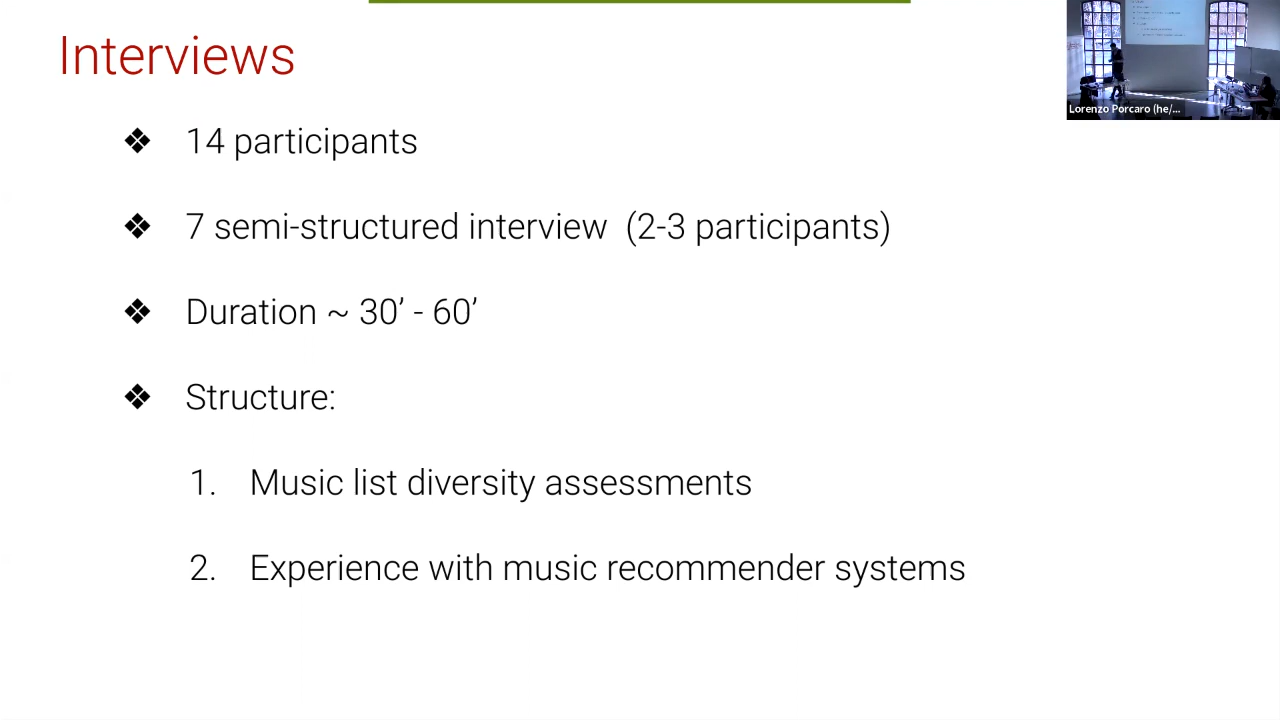 Interviews
❖ 14 participants
❖ 7 semi-structured interview (2-3 participants)
❖ Duration ~ 30’ - 60’
❖ Structure:
1. Music list diversity assessments
2. Experience with music recommender systems
Lorenzo Porcaro (he/...